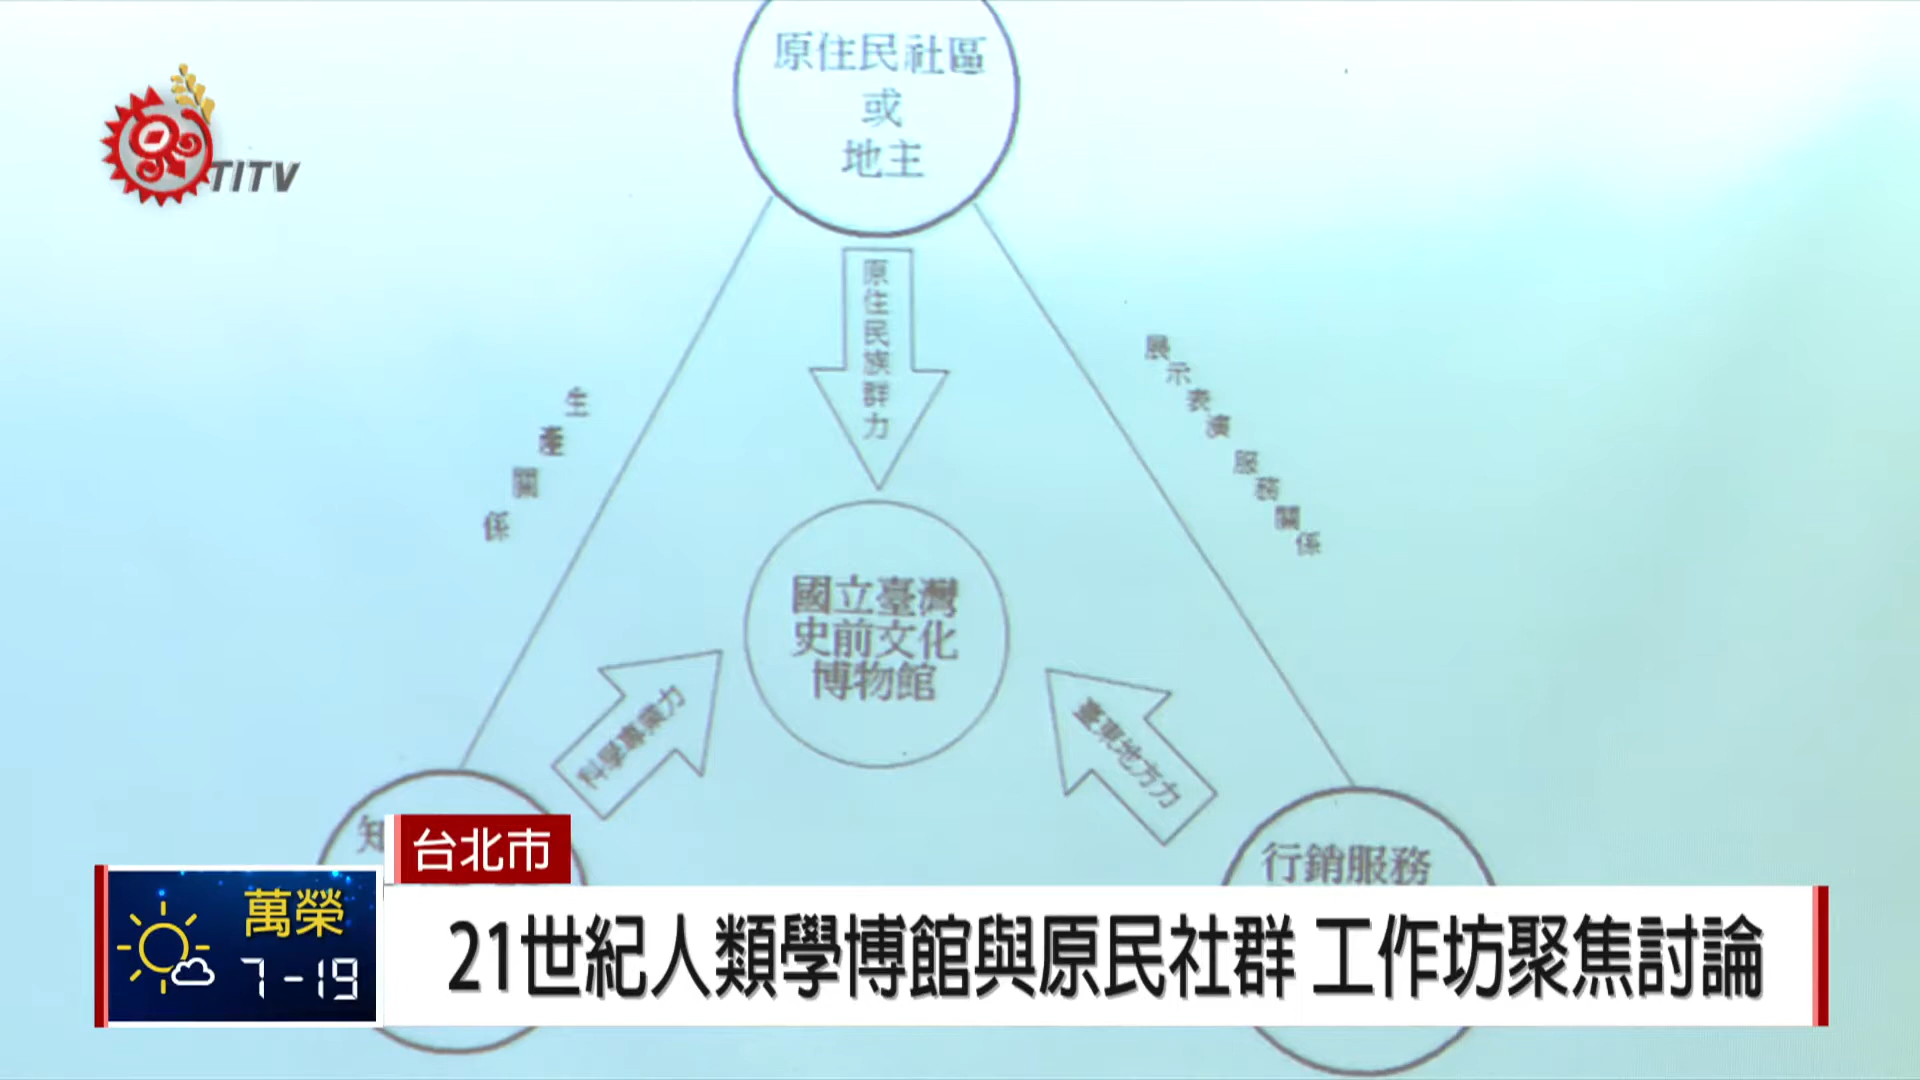 原住民社區
或
地主
TITV
原住民族群力
生產關係
展示表演服務關係
國立臺灣
史前文化
博物館
科學專業力
臺東地方力
知
行銷服務
台北市
萬榮
7-19
21世紀人類學博館與原民社群 工作坊聚焦討論